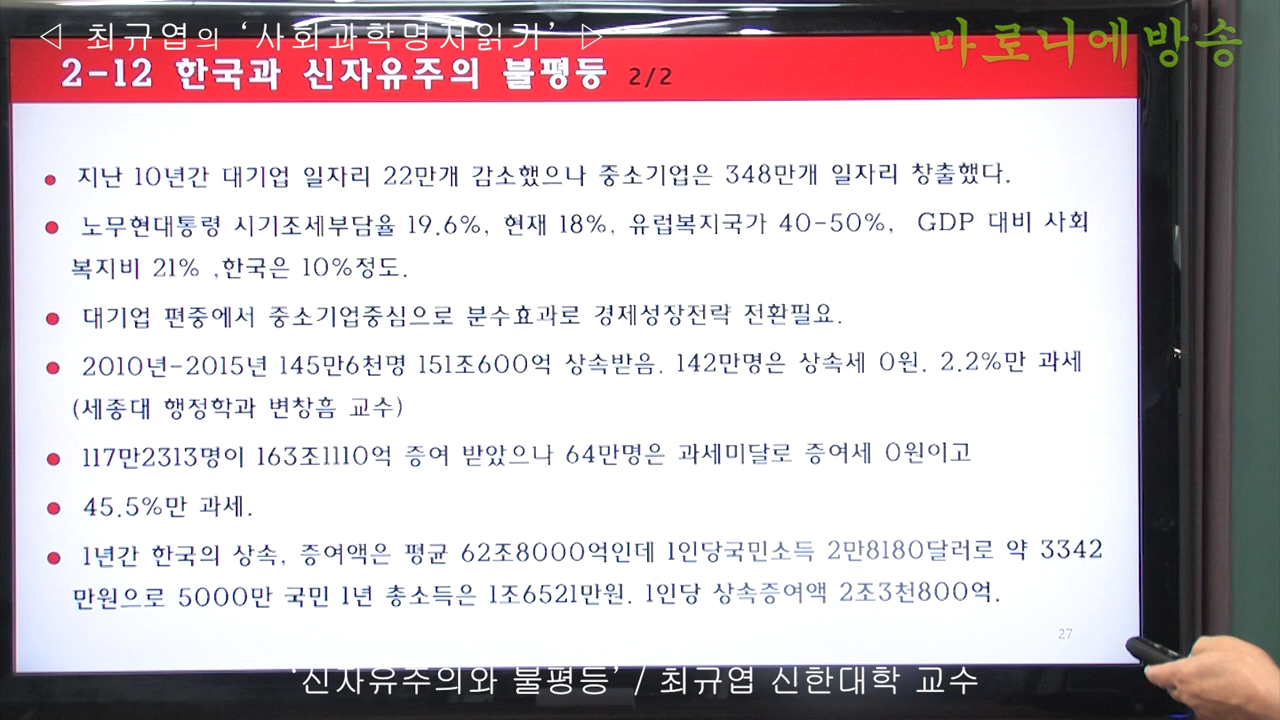 ◁ 최규엽의 ‘사회과학명저읽기’ ▷
마로니에방송
2-12 한국과 신자유주의 불평등 2/2
● 지난 10년간 대기업 일자리 22만개 감소했으나 중소기업은 348만개 일자리 창출했다.
● 노무현대통령 시기조세부담율 19.6%, 현재 18%, 유럽복지국가 40-50%, GDP 대비 사회
복지비 21% ,한국은 10%정도.
● 대기업 편중에서 중소기업중심으로 분수효과로 경제성장전략 전환필요.
● 2010년-2015년 145만6천명 151조600억 상속받음. 142만명은 상속세 0원. 2.2%만 과세
(세종대 행정학과 변창흠 교수)
● 117만2313명이 163조1110억 증여 받았으나 64만명은 과세미달로 증여세 0원이고
● 45.5%만 과세.
● 1년간 한국의 상속, 증여액은 평균 62조8000억인데 1인당국민소득 2만8180달러로 약 3342
만원으로 5000만 국민 1년 총소득은 1조6521만원. 1인당 상속증여액 2조3천800억.
27
‘신자유주의와 불평등’ / 최규엽 신한대학 교수